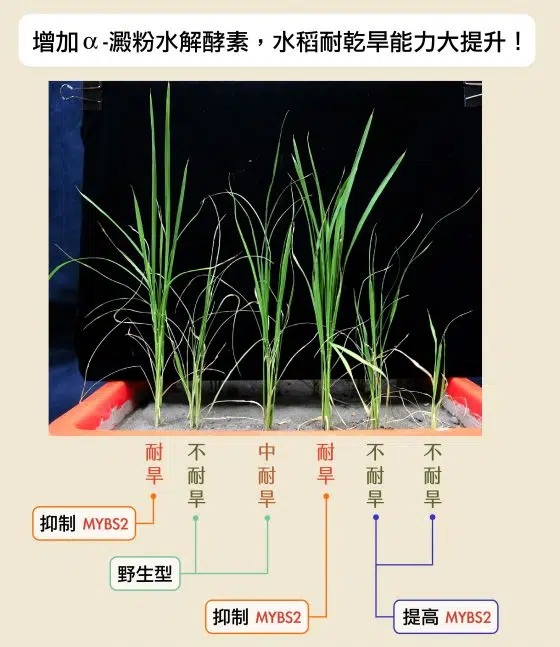 增加α-澱粉水解酵素，水稻耐乾旱能力大提升！
耐旱
不耐旱
中耐旱
耐旱
不耐旱
不耐旱
抑制 MYBS2
野生型
抑制 MYBS2
提高 MYBS2